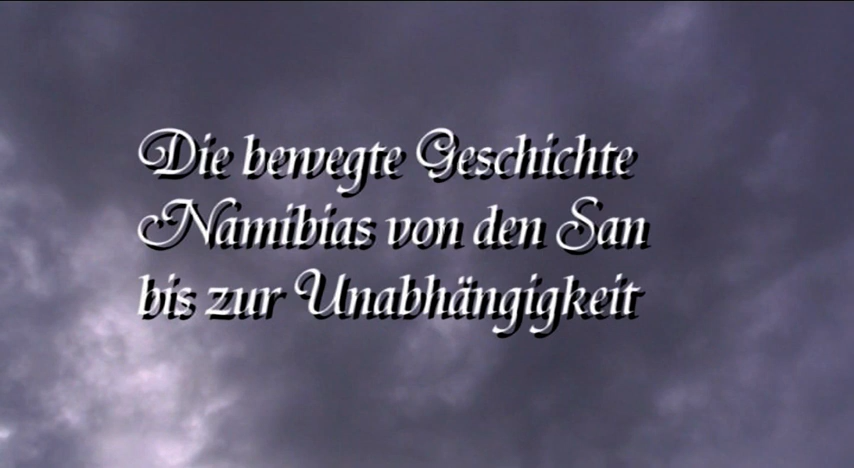 Die bewegte Geschichte
Namibias von den San
bis zur Unabhängigkeit